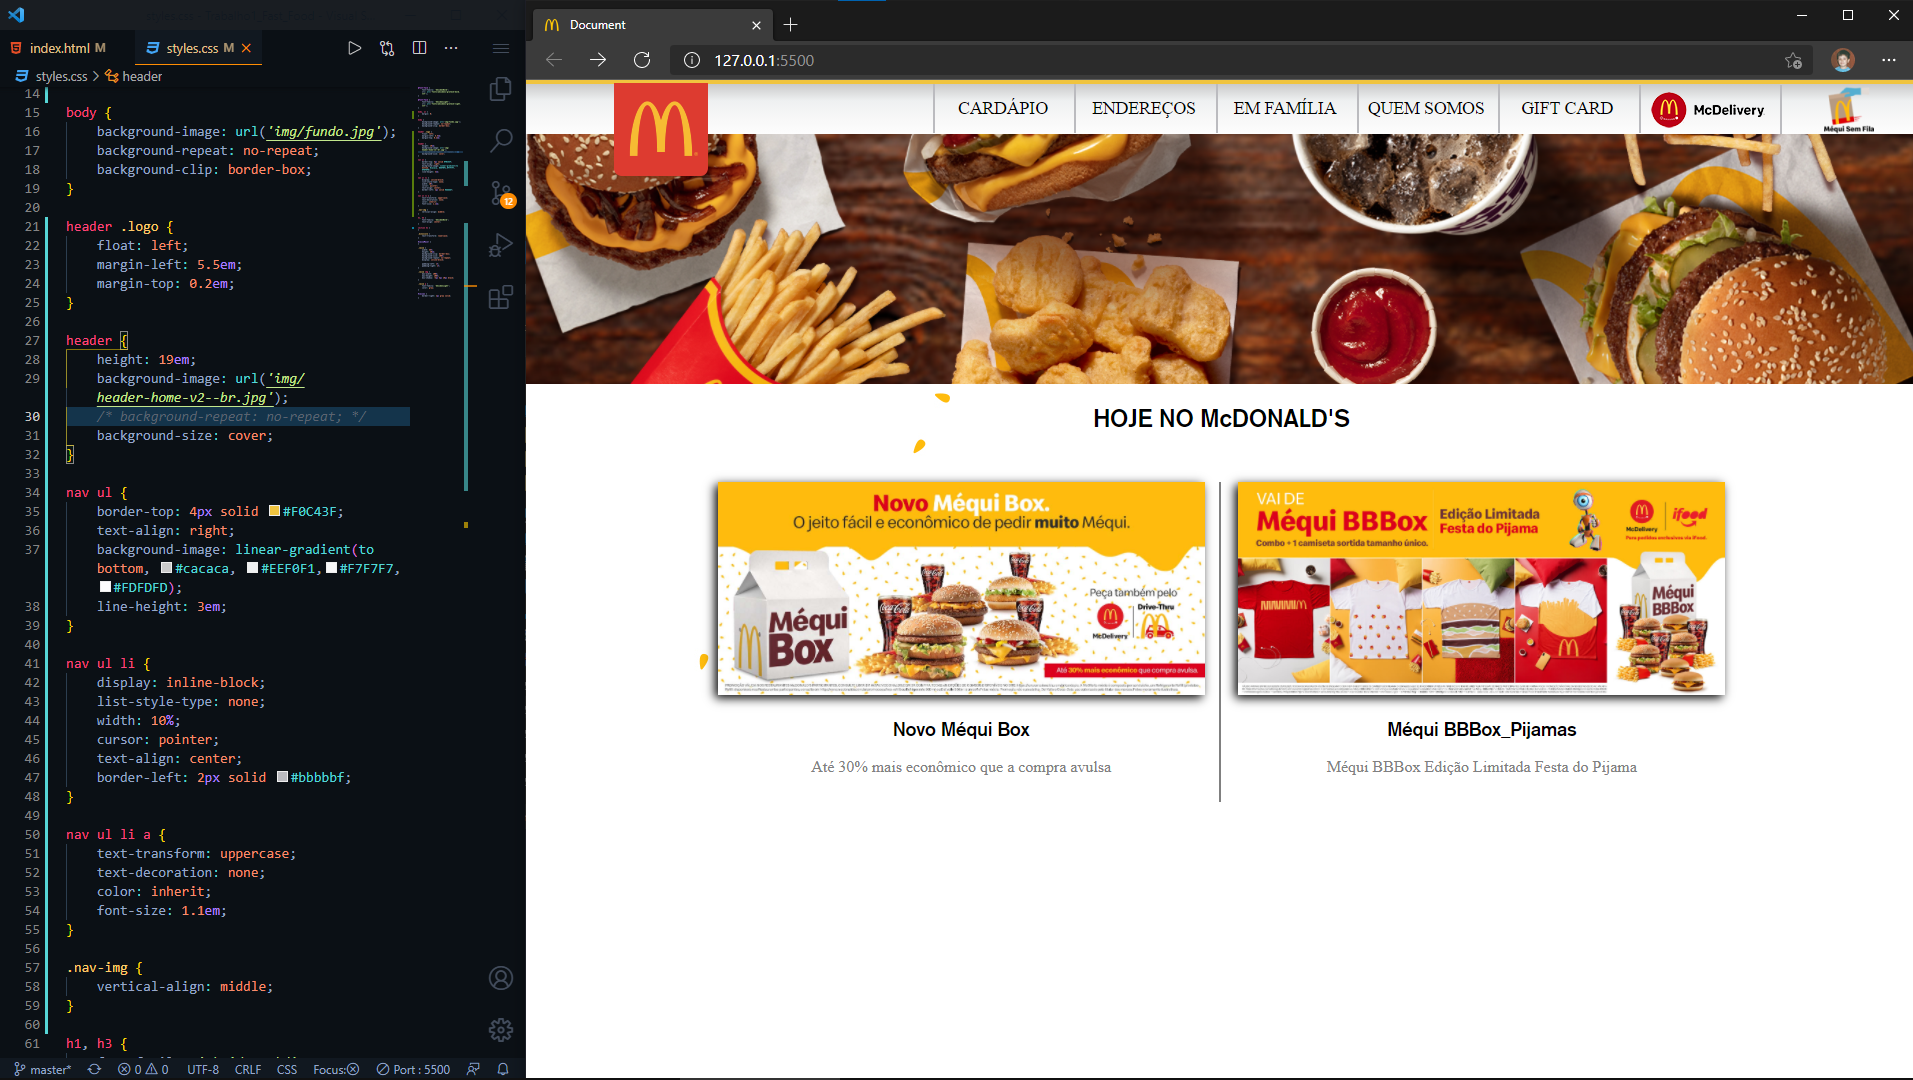 index.html M
styles.css M
styles.css > header
14
15 body {
16 background-image: url('img/fundo.jpg');
17 background-repeat: no-repeat;
18 background-clip: border-box;
19 }
20
21 header .logo {
22 float: left;
23 margin-left: 5.5em;
24 margin-top: 0.2em;
25 }
26
27 header {
28 height: 19em;
29 background-image: url('img/
header-home-v2--br.jpg');
30 /* background-repeat: no-repeat; */
31 background-size: cover;
32 }
33
34 nav ul {
35 border-top: 4px solid #F0C43F;
36 text-align: right;
37 background-image: linear-gradient(to
bottom, #cacaca, #EEF0F1, #F7F7F7,
#FDFDFD);
38 line-height: 3em;
39 }
40
41 nav ul li {
42 display: inline-block;
43 list-style-type: none;
44 width: 10%;
45 cursor: pointer;
46 text-align: center;
47 border-left: 2px solid #bbbbbf;
48 }
49
50 nav ul li a {
51 text-transform: uppercase;
52 text-decoration: none;
53 color: inherit;
54 font-size: 1.1em;
55 }
56
57 .nav-img {
58 vertical-align: middle;
59 }
60
61 h1, h3 {
12
master* 0 0 UTF-8 CRLF CSS Focus: Port : 5500
Document
127.0.0.1:5500
CARDÁPIO ENDEREÇOS EM FAMÍLIA QUEM SOMOS GIFT CARD McDelivery
Méqui Sem Fila
HOJE NO McDONALD'S
Novo Méqui Box.
O jeito fácil e econômico de pedir muito Méqui.
Méqui
Box
Coca-Cola
Peça também pelo
McDelivery
Drive-Thru
Até 30% mais econômico que compra avulsa.
VAI DE
Méqui BBBox
Combo + 1 camiseta sortida tamanho único.
Edição Limitada
Festa do Pijama
McDelivery
ifood
Para pedidos exclusivos via iFood
Méqui
BBBox
Novo Méqui Box
Até 30% mais econômico que a compra avulsa
Méqui BBBox_Pijamas
Méqui BBBox Edição Limitada Festa do Pijama